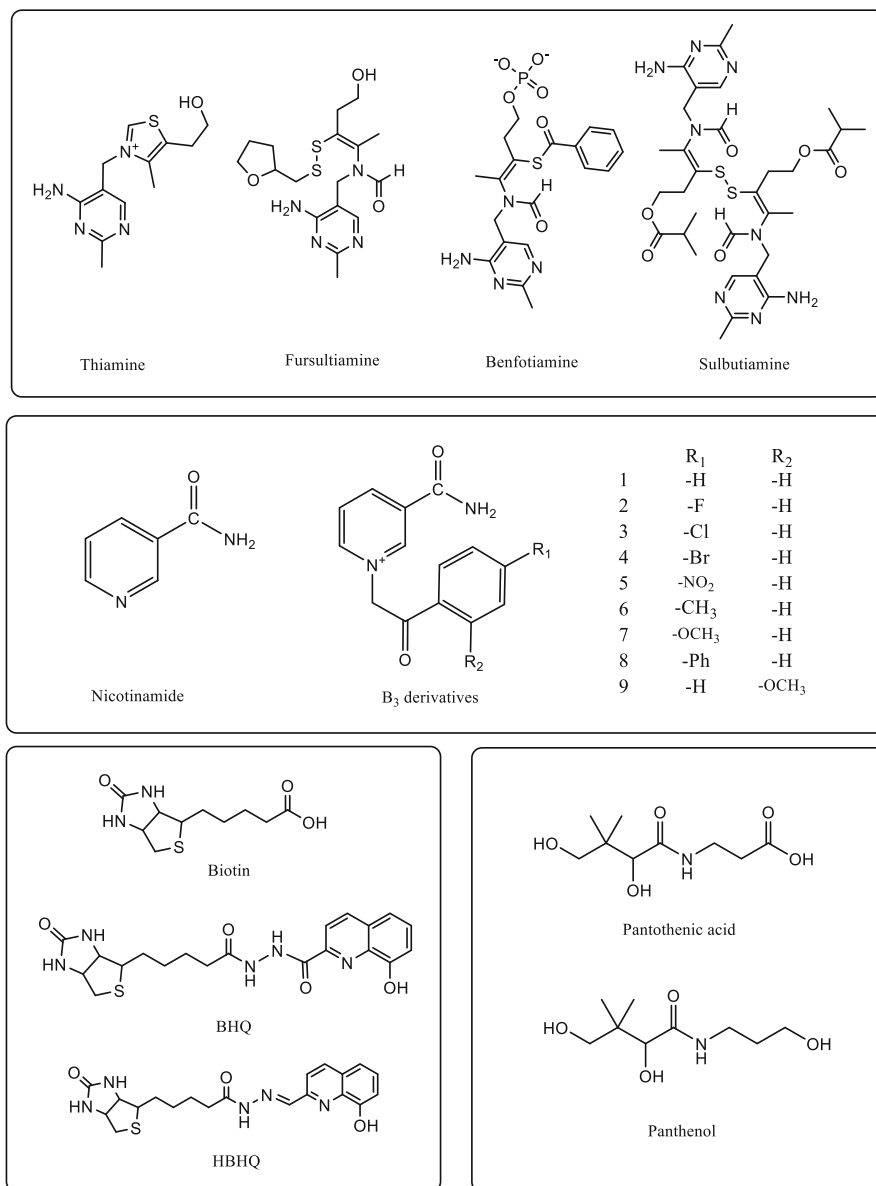 HO
S
N+
H₂N
N
N
Thiamine
OH
S
S
O
N
H
O
H₂N
N
N
Fursultiamine
⁻O
O⁻
P
O
O
O
S
N
H
O
H₂N
N
N
Benfotiamine
N
N
H₂N
N
H
O
O
O
S
S
O
O
H
O
N
N
N
NH₂
Sulbutiamine
O
C
NH₂
N
Nicotinamide
O
C
NH₂
N+
R₁
O
R₂
B₃ derivatives
R₁ R₂
1 -H -H
2 -F -H
3 -Cl -H
4 -Br -H
5 -NO₂ -H
6 -CH₃ -H
7 -OCH₃ -H
8 -Ph -H
9 -H -OCH₃
O
NH
HN
S
O
OH
Biotin
O
H
N
HN
S
O
H
N
N
H
O
N
OH
BHQ
O
NH
HN
S
O
N
H
N
N
OH
HBHQ
HO
OH
O
N
H
O
OH
Pantothenic acid
HO
OH
O
N
H
OH
Panthenol